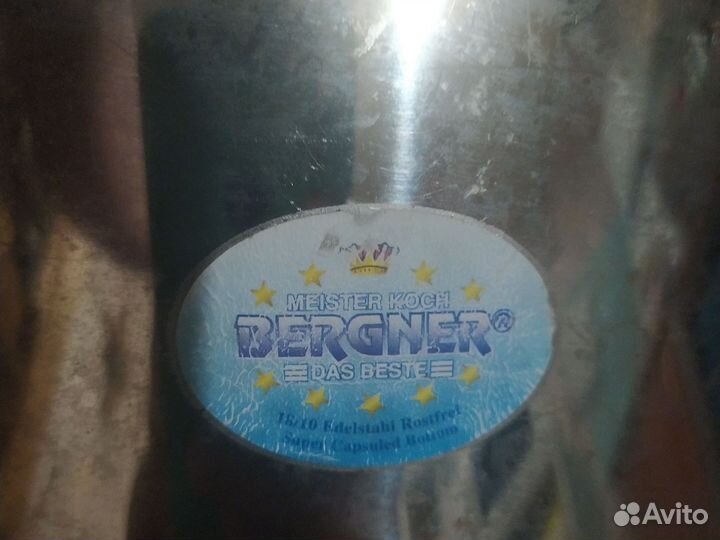 MEISTER KOCH
BERGNER®
DAS BESTE
18/10 Edelstahl Rostfrei
Super Capsuled Bottom
Avito